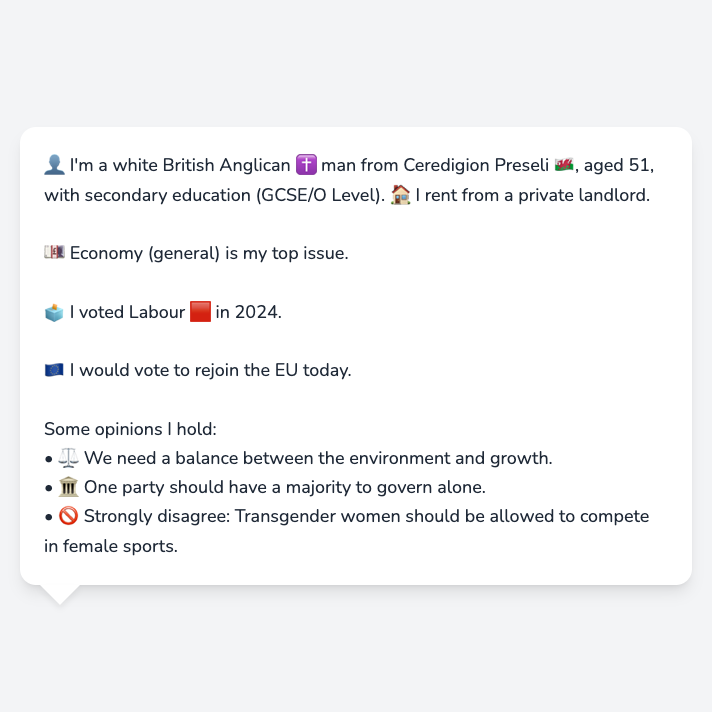 👤 I'm a white British Anglican ✝️ man from Ceredigion Preseli 🏴󠁧󠁢󠁷󠁬󠁳󠁿, aged 51,
with secondary education (GCSE/O Level). 🏠 I rent from a private landlord.
💷 Economy (general) is my top issue.
🗳️ I voted Labour 🟥 in 2024.
🇪🇺 I would vote to rejoin the EU today.
Some opinions I hold:
• ⚖️ We need a balance between the environment and growth.
• 🏛️ One party should have a majority to govern alone.
• 🚫 Strongly disagree: Transgender women should be allowed to compete
in female sports.